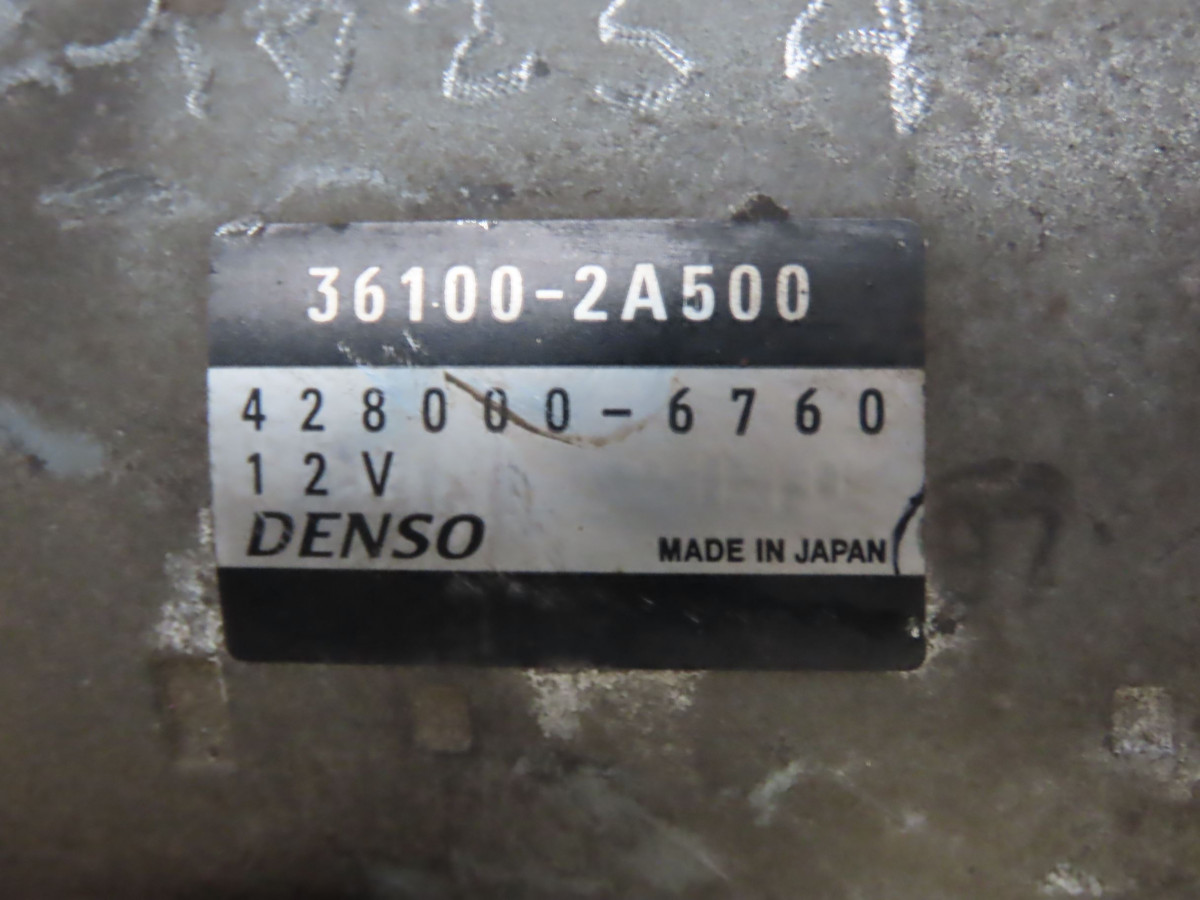 36100-2A500
428000-6760
12V
DENSO
MADE IN JAPAN